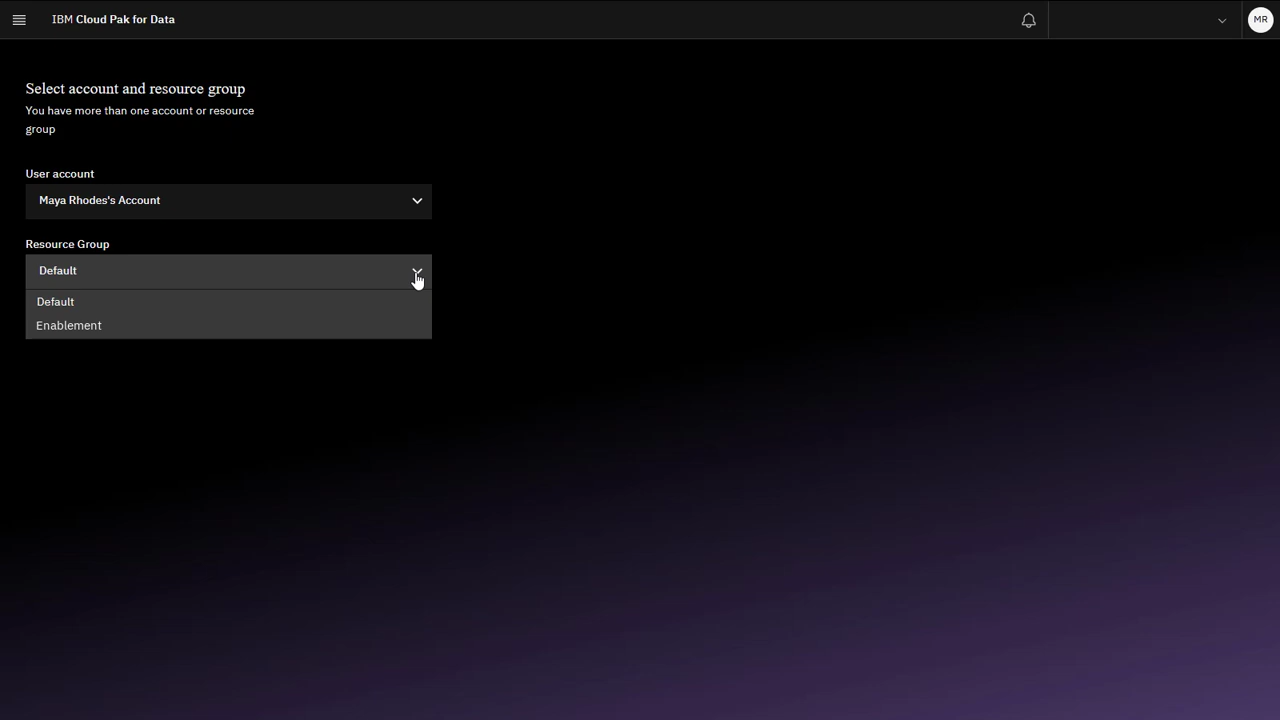 IBM Cloud Pak for Data
MR
Select account and resource group
You have more than one account or resource
group
User account
Maya Rhodes's Account
Resource Group
Default
Default
Enablement